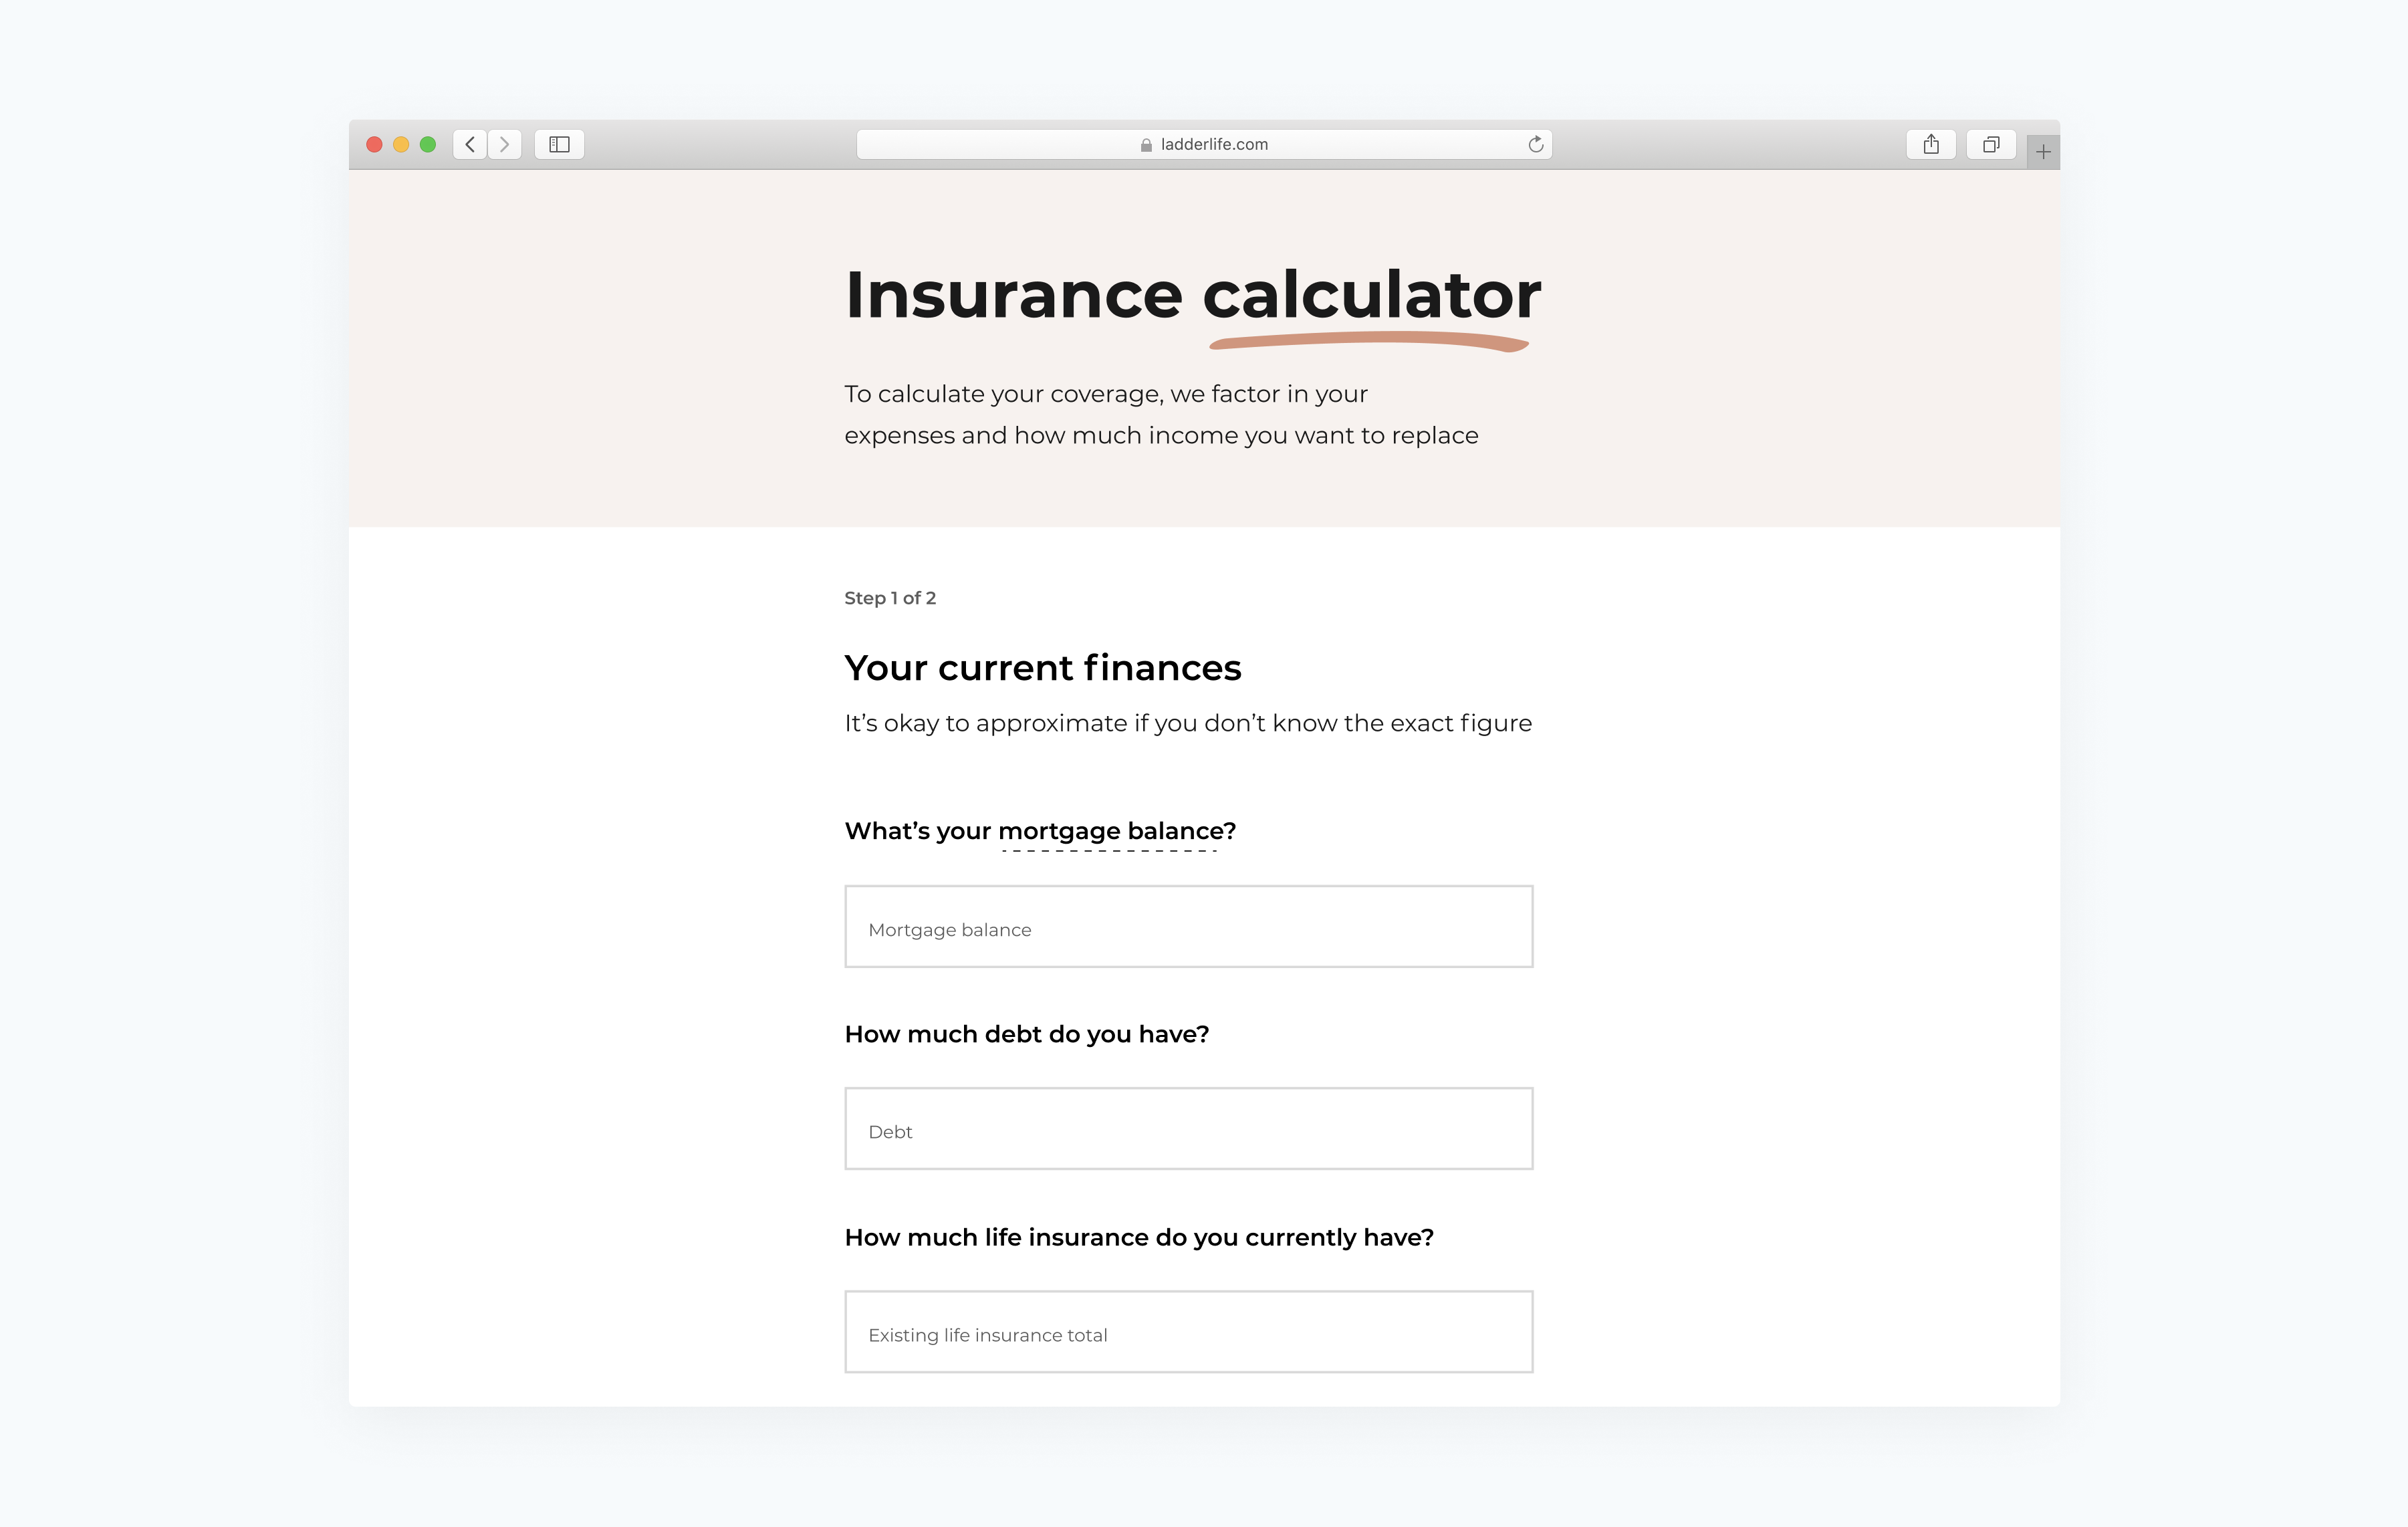 ladderlife.com
Insurance calculator
To calculate your coverage, we factor in your
expenses and how much income you want to replace
Step 1 of 2
Your current finances
It’s okay to approximate if you don’t know the exact figure
What’s your mortgage balance?
Mortgage balance
How much debt do you have?
Debt
How much life insurance do you currently have?
Existing life insurance total